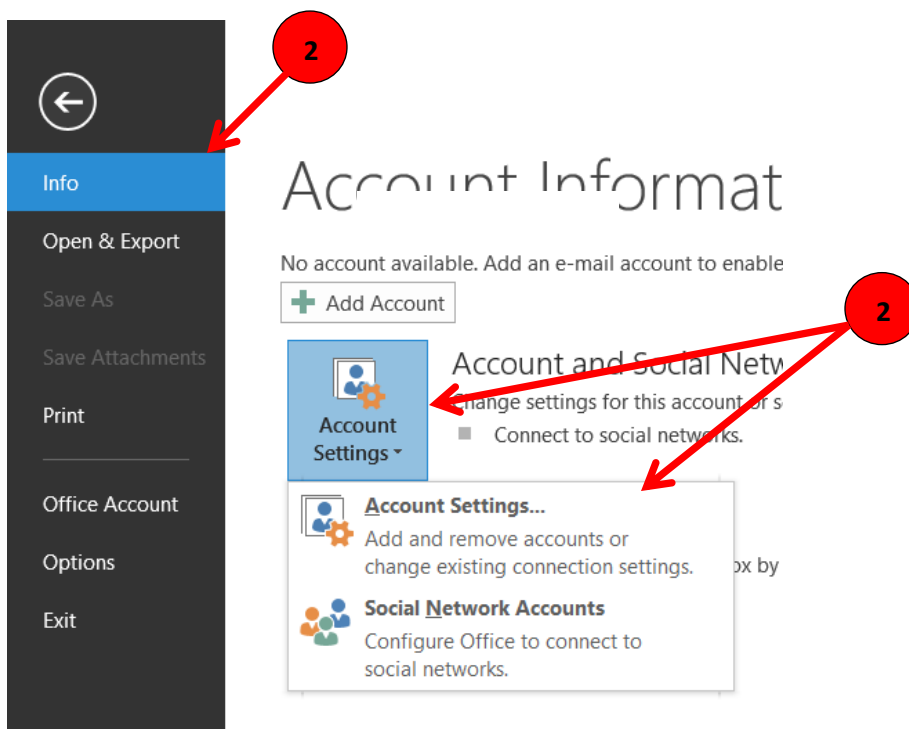 2
Info
Open & Export
Save As
Save Attachments
Print
Office Account
Options
Exit
Account Informat
No account available. Add an e-mail account to enable
Add Account
2
Account
Settings
Account and Social Netw
Change settings for this account or s
Connect to social networks.
Account Settings...
Add and remove accounts or
change existing connection settings.
ox by
Social Network Accounts
Configure Office to connect to
social networks.